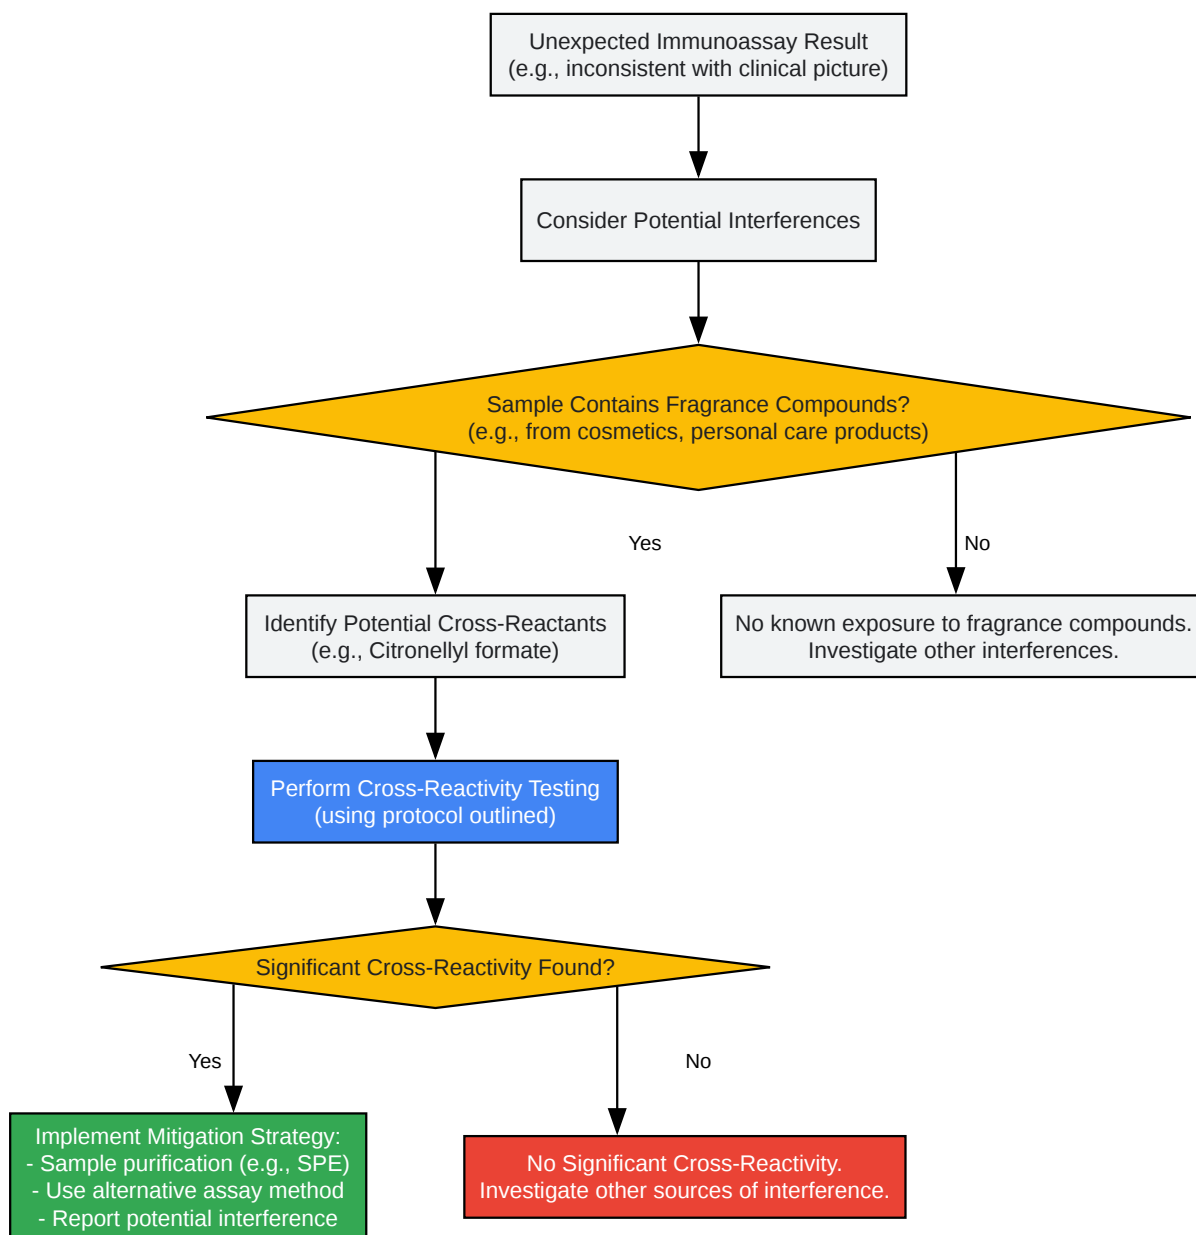 Unexpected Immunoassay Result
(e.g., inconsistent with clinical picture)
Consider Potential Interferences
Sample Contains Fragrance Compounds?
(e.g., from cosmetics, personal care products)
Yes
No
Identify Potential Cross-Reactants
(e.g., Citronellyl formate)
No known exposure to fragrance compounds.
Investigate other interferences.
Perform Cross-Reactivity Testing
(using protocol outlined)
Significant Cross-Reactivity Found?
Yes
No
Implement Mitigation Strategy:
- Sample purification (e.g., SPE)
- Use alternative assay method
- Report potential interference
No Significant Cross-Reactivity.
Investigate other sources of interference.